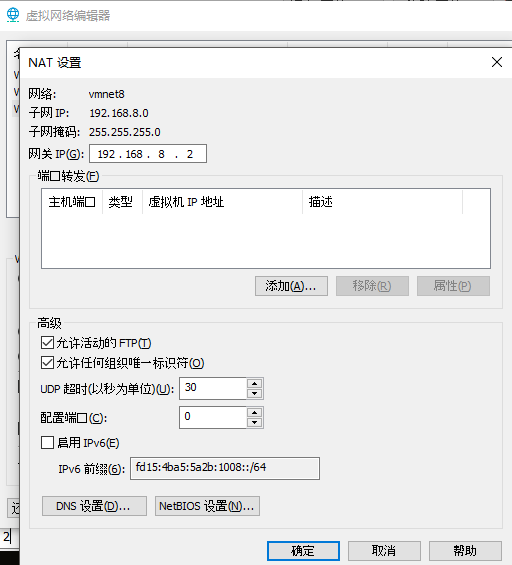 虚拟网络编辑器
NAT 设置
网络: vmnet8
子网 IP: 192.168.8.0
子网掩码: 255.255.255.0
网关 IP(G): 192 . 168 . 8 . 2
端口转发(F)
主机端口 类型 虚拟机 IP 地址 描述
添加(A)... 移除(R) 属性(P)
高级
允许活动的 FTP(T)
允许任何组织唯一标识符(O)
UDP 超时(以秒为单位)(U): 30
配置端口(C): 0
启用 IPv6(E)
IPv6 前缀(6): fd15:4ba5:5a2b:1008::/64
DNS 设置(D)... NetBIOS 设置(N)...
2
确定 取消 帮助